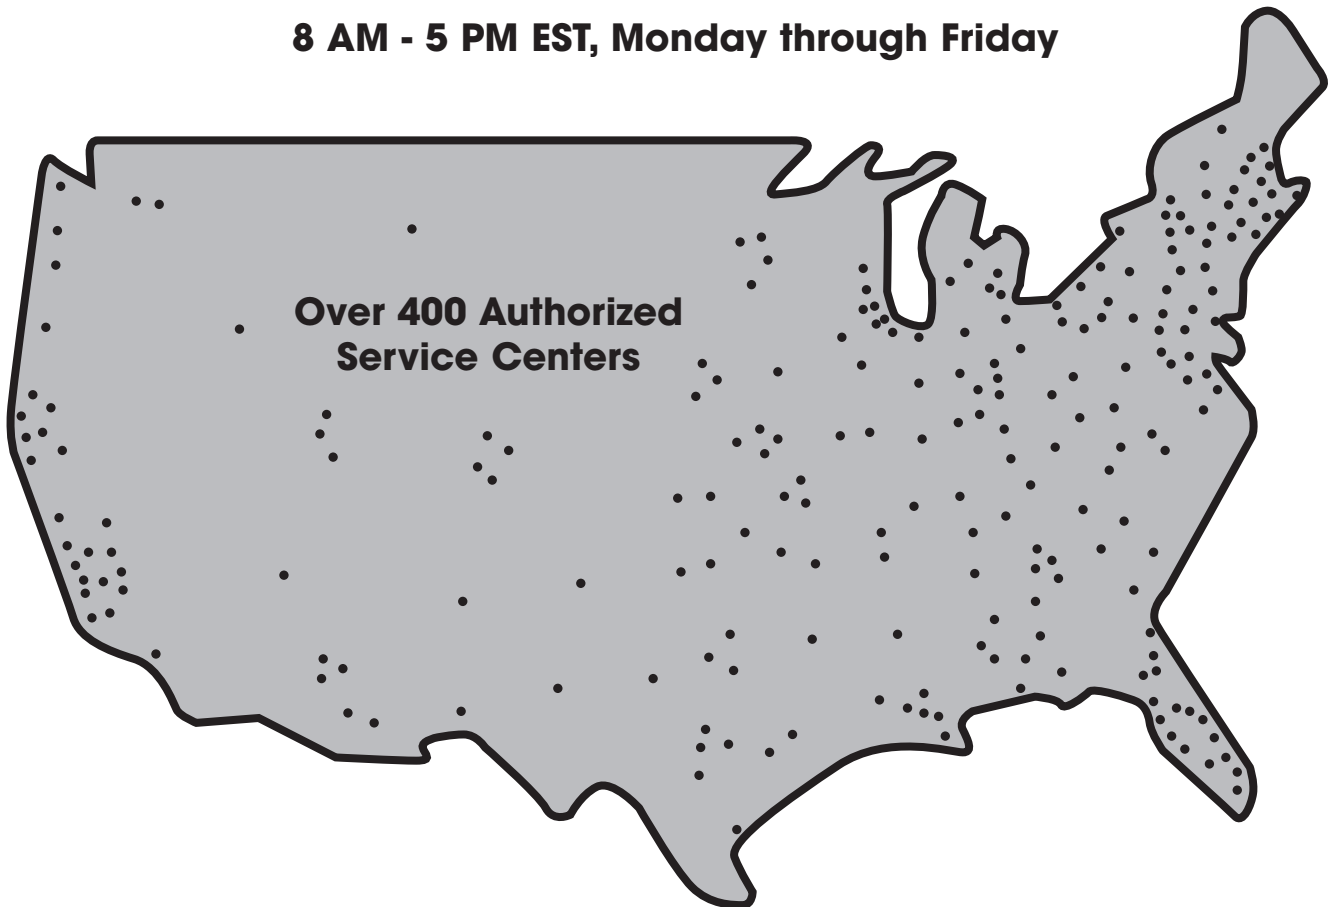 8 AM - 5 PM EST, Monday through Friday
Over 400 Authorized
Service Centers